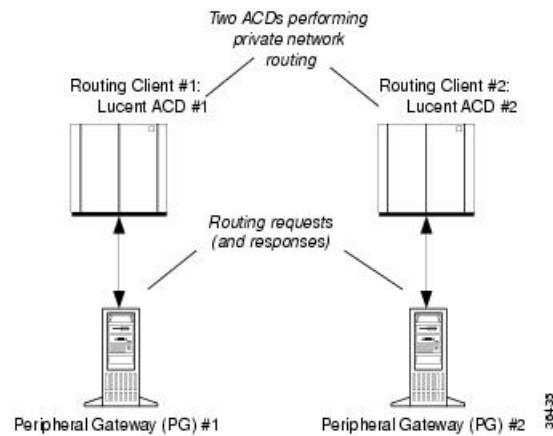 Two ACDs performing
private network
routing
Routing Client #1:
Lucent ACD #1
Routing Client #2:
Lucent ACD #2
Routing requests
(and responses)
Peripheral Gateway (PG) #1
Peripheral Gateway (PG) #2
36435